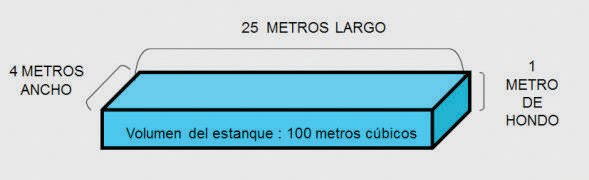 25 METROS LARGO
4 METROS
ANCHO
1
METRO
DE
HONDO
Volumen del estanque : 100 metros cúbicos